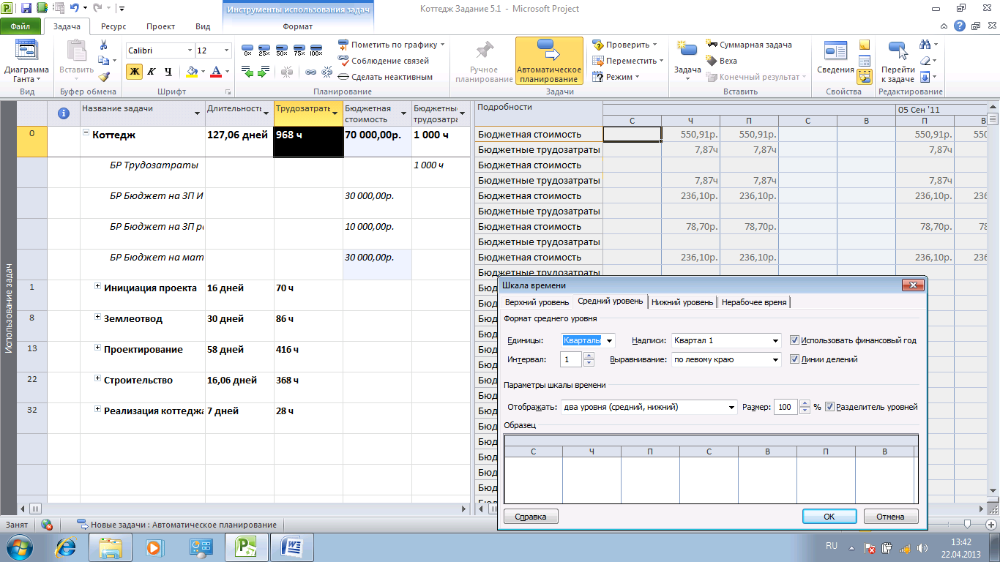 Инструменты использования задач
Коттедж Задание 5.1 - Microsoft Project
Файл Задача Ресурс Проект Вид Формат
Диаграмма Ганта
Вставить
Calibri 12
Ж К Ч
0% 25% 50% 75% 100%
Пометить по графику
Соблюдение связей
Сделать неактивным
Ручное планирование
Автоматическое планирование
Проверить
Переместить
Режим
Задача
Суммарная задача
Веха
Конечный результат
Сведения
Перейти к задаче
Вид Буфер обмена Шрифт Планирование Задачи Вставить Свойства Редактирование
Название задачи Длительность Трудозатраты Бюджетная стоимость Бюджетные трудозатр
Подробности 05 Сен '11
С Ч П С В П В
0 Коттедж 127,06 дней 968 ч 70 000,00р. 1 000 ч
БР Трудозатраты 1 000 ч
БР Бюджет на ЗП И 30 000,00р.
БР Бюджет на ЗП р 10 000,00р.
БР Бюджет на мат 30 000,00р.
1 Инициация проекта 16 дней 70 ч
8 Землеотвод 30 дней 86 ч
13 Проектирование 58 дней 416 ч
22 Строительство 16,06 дней 368 ч
32 Реализация коттеджа 7 дней 28 ч
Использование задач
Бюджетная стоимость 550,91р. 550,91р. 550,91р. 550
Бюджетные трудозатраты 7,87ч 7,87ч 7,87ч
Бюджетная стоимость
Бюджетные трудозатраты 7,87ч 7,87ч 7,87ч
Бюджетная стоимость 236,10р. 236,10р. 236,10р. 236
Бюджетные трудозатраты
Бюджетная стоимость 78,70р. 78,70р. 78,70р. 78
Бюджетные трудозатраты
Бюджетная стоимость 236,10р. 236,10р. 236,10р. 236
Бюджетные трудозатраты
Шкала времени
Верхний уровень Средний уровень Нижний уровень Нерабочее время
Формат среднего уровня
Единицы: Кварталы Надписи: Квартал 1 Использовать финансовый год
Интервал: 1 Выравнивание: по левому краю Линии делений
Параметры шкалы времени
Отображать: два уровня (средний, нижний) Размер: 100 % Разделитель уровней
Образец
С Ч П С В П В
Справка ОК Отмена
Занят Новые задачи : Автоматическое планирование
RU 13:42
22.04.2013